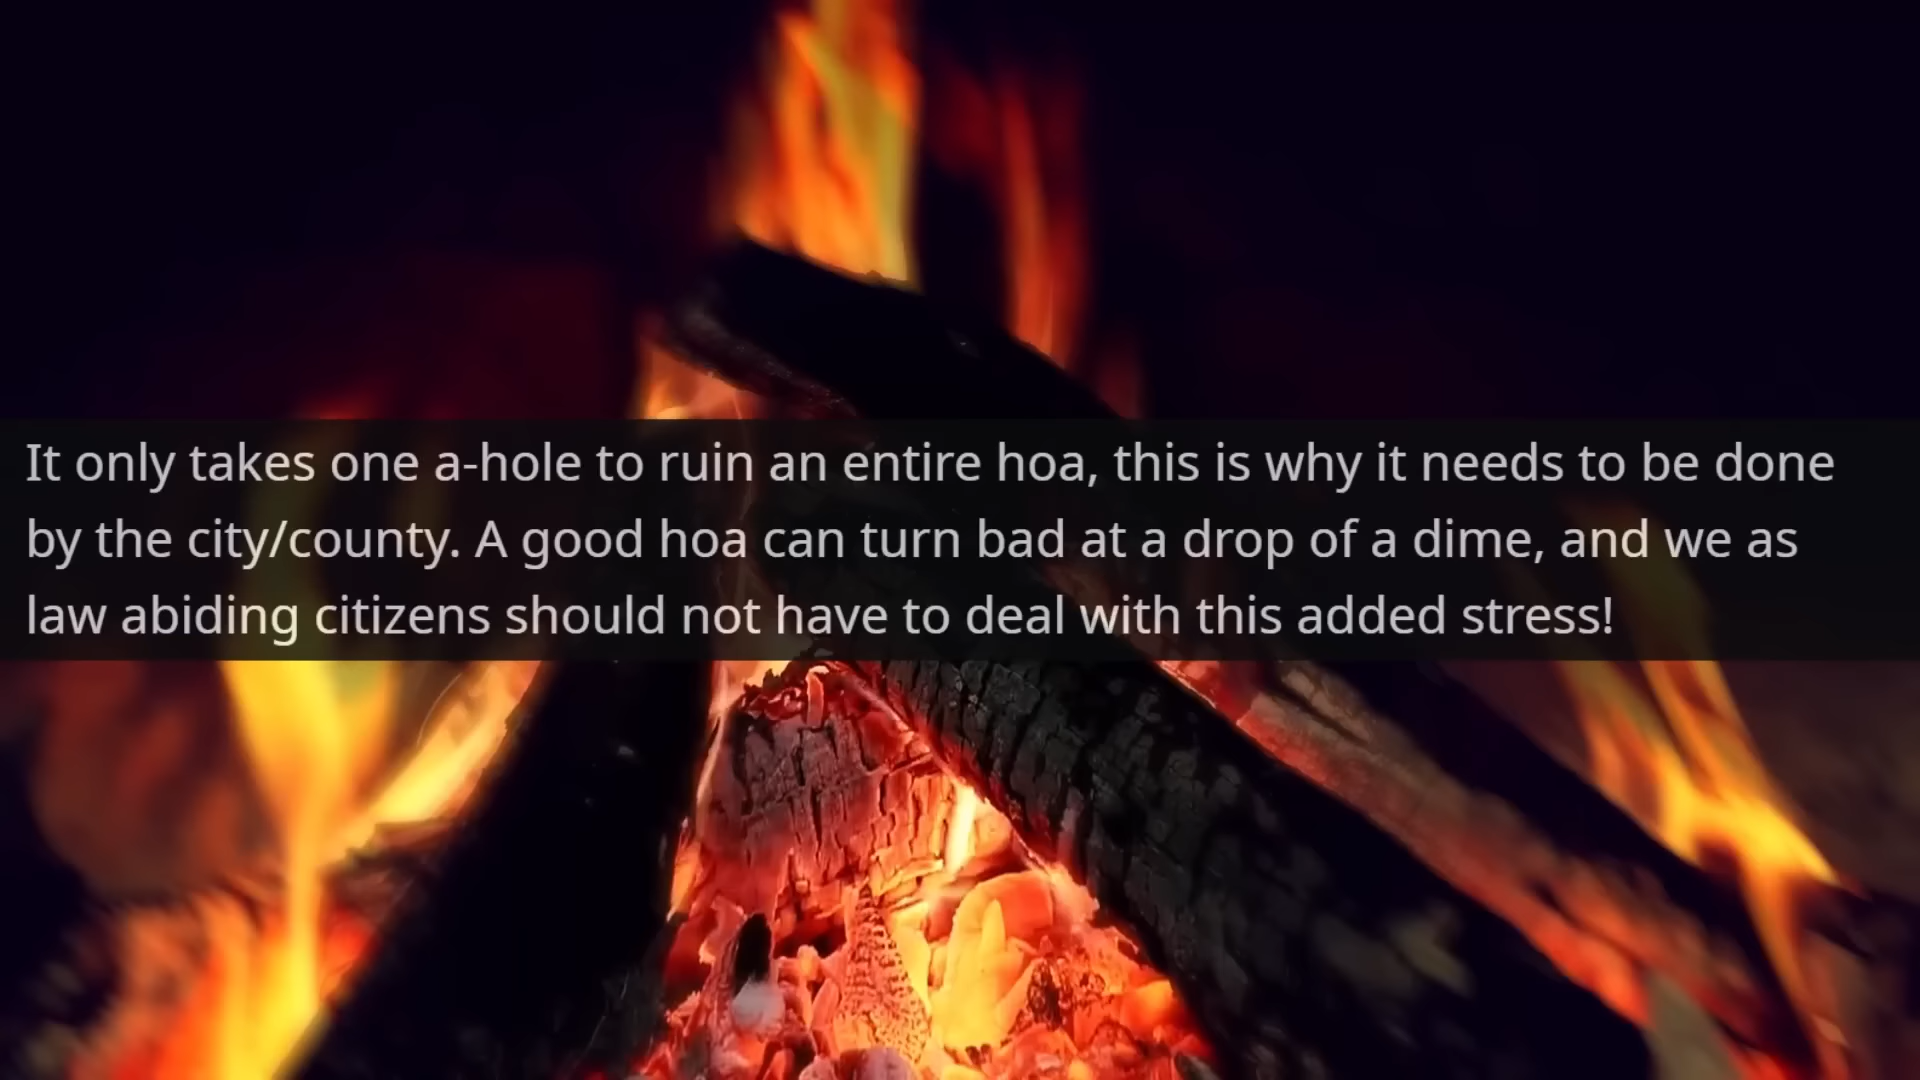 It only takes one a-hole to ruin an entire hoa, this is why it needs to be done
by the city/county. A good hoa can turn bad at a drop of a dime, and we as
law abiding citizens should not have to deal with this added stress!